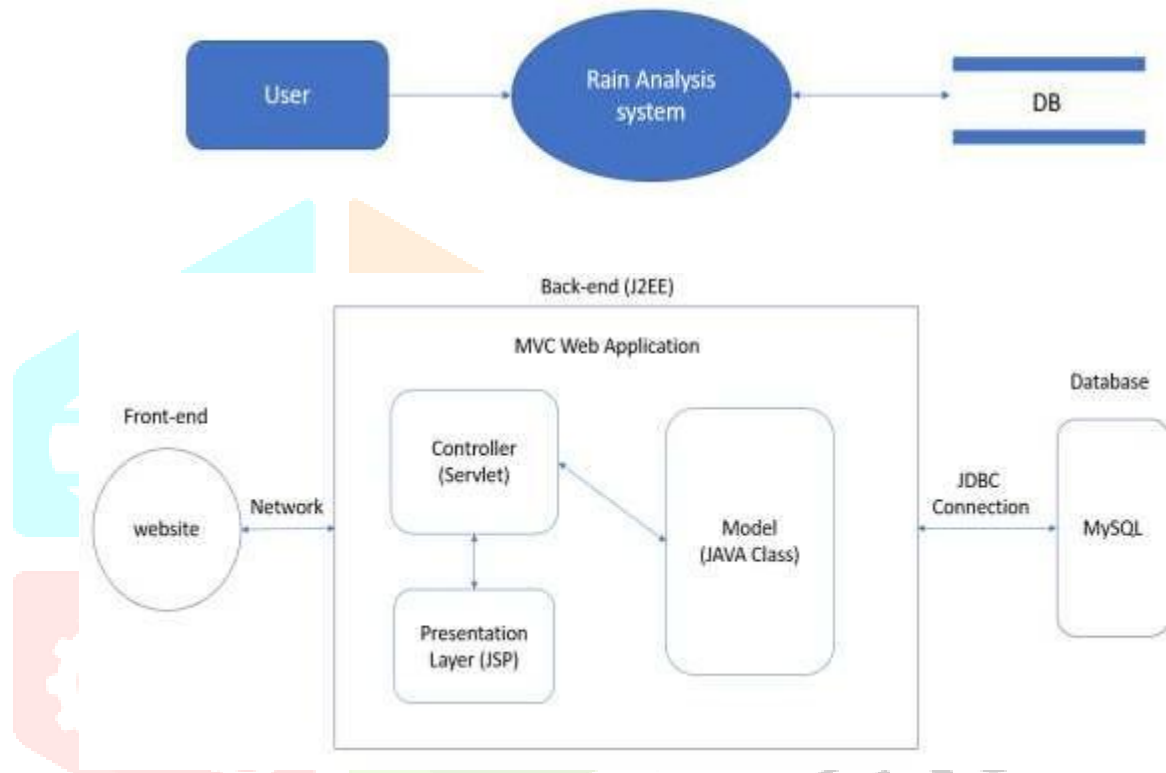 User
Rain Analysis
system
DB
Back-end (J2EE)
MVC Web Application
Front-end
website
Network
Controller
(Servlet)
Presentation
Layer (JSP)
Model
(JAVA Class)
JDBC
Connection
Database
MySQL